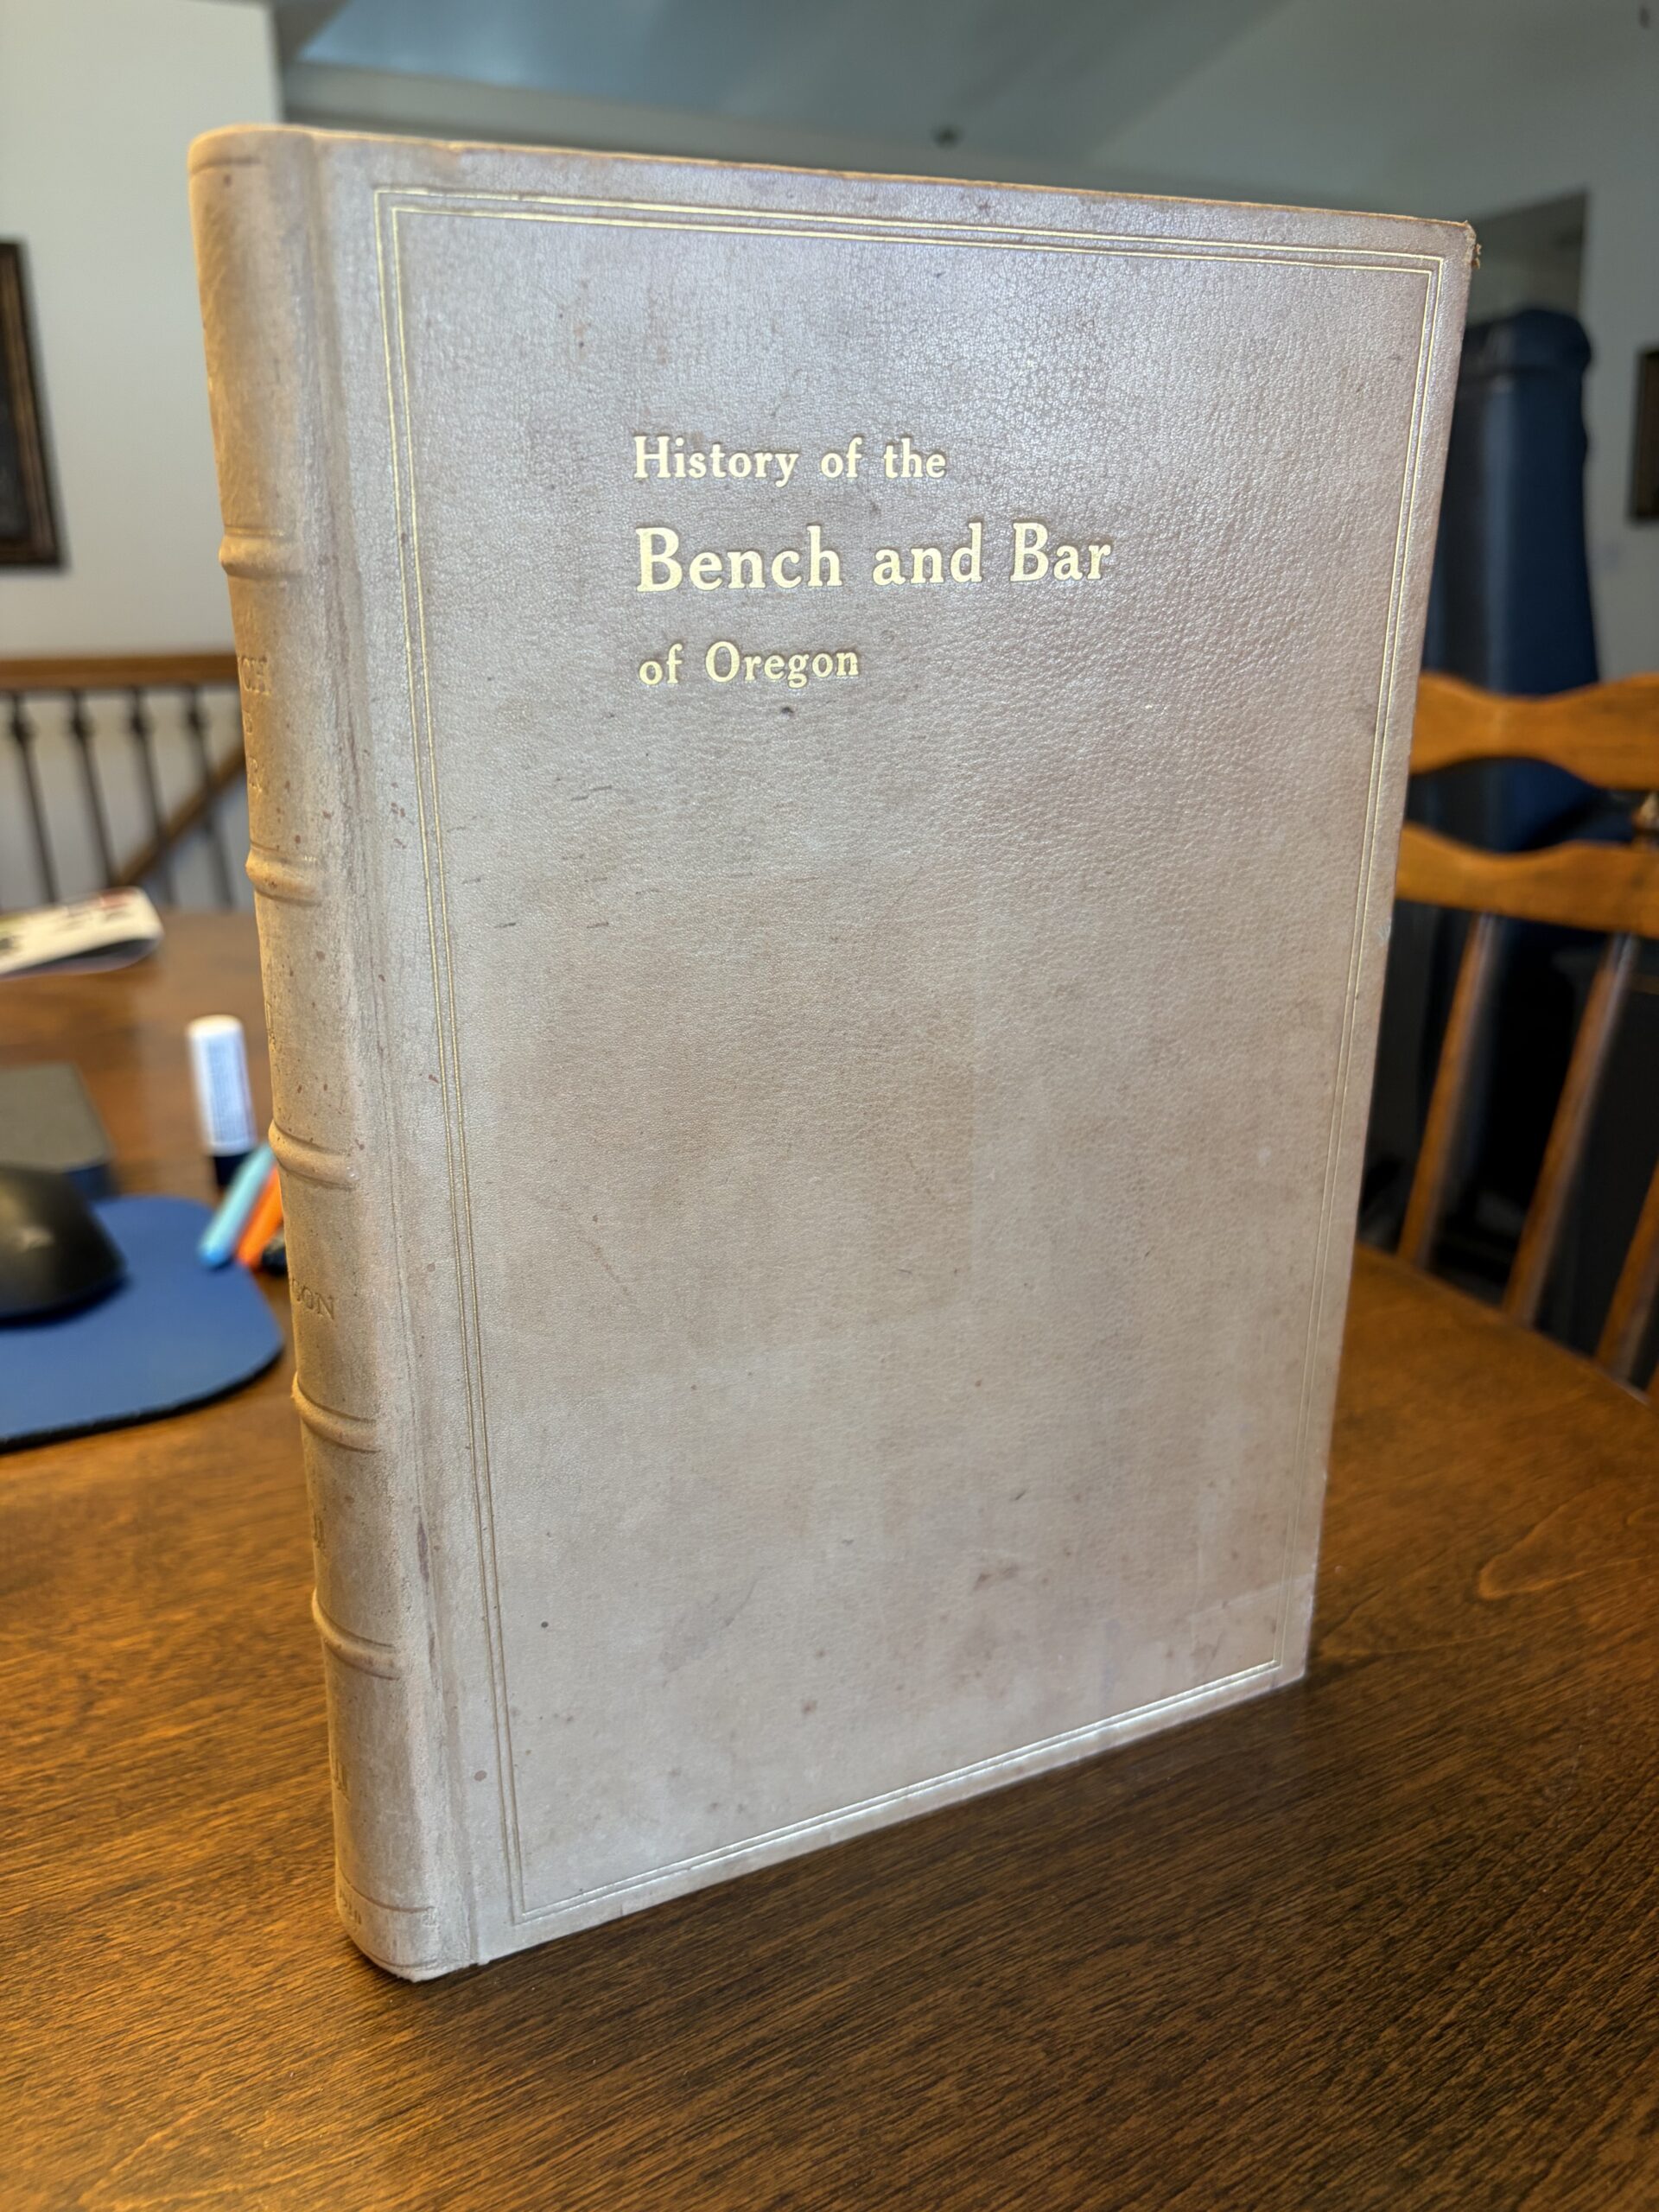 History of the
Bench and Bar
of Oregon